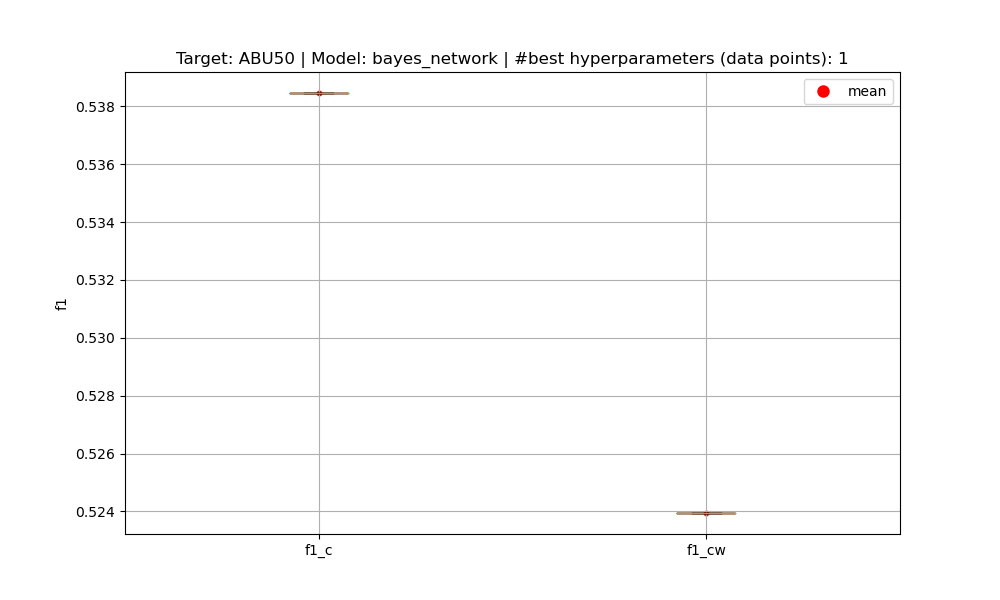 Target: ABU50 | Model: bayes_network | #best hyperparameters (data points): 1
mean
0.538
0.536
0.534
0.532
0.530
0.528
0.526
0.524
f1
f1_c
f1_cw